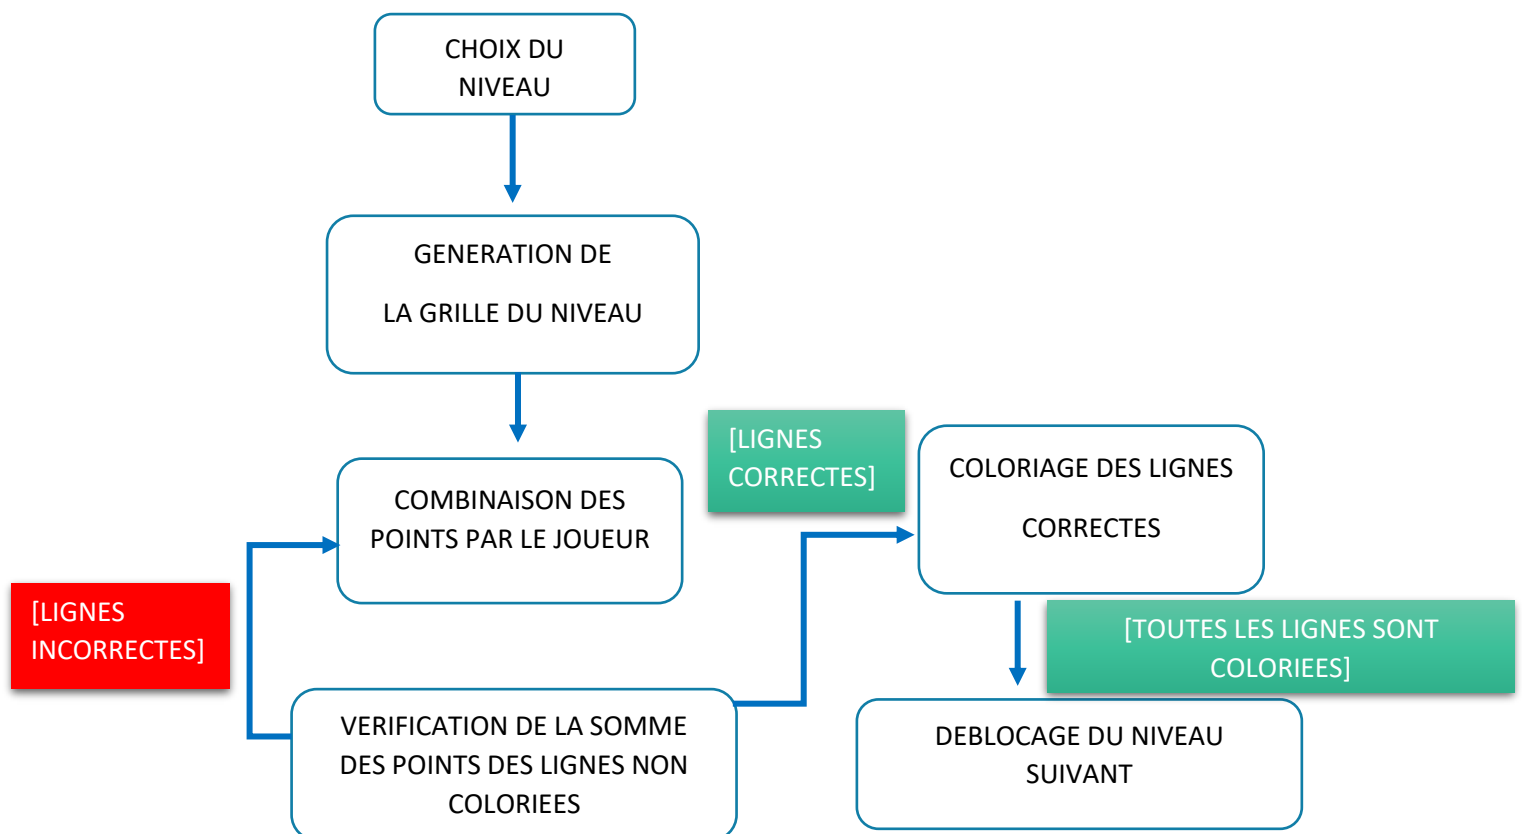 CHOIX DU
NIVEAU
GENERATION DE
LA GRILLE DU NIVEAU
COMBINAISON DES
POINTS PAR LE JOUEUR
[LIGNES
CORRECTES]
COLORIAGE DES LIGNES
CORRECTES
[LIGNES
INCORRECTES]
[TOUTES LES LIGNES SONT
COLORIEES]
VERIFICATION DE LA SOMME
DES POINTS DES LIGNES NON
COLORIEES
DEBLOCAGE DU NIVEAU
SUIVANT